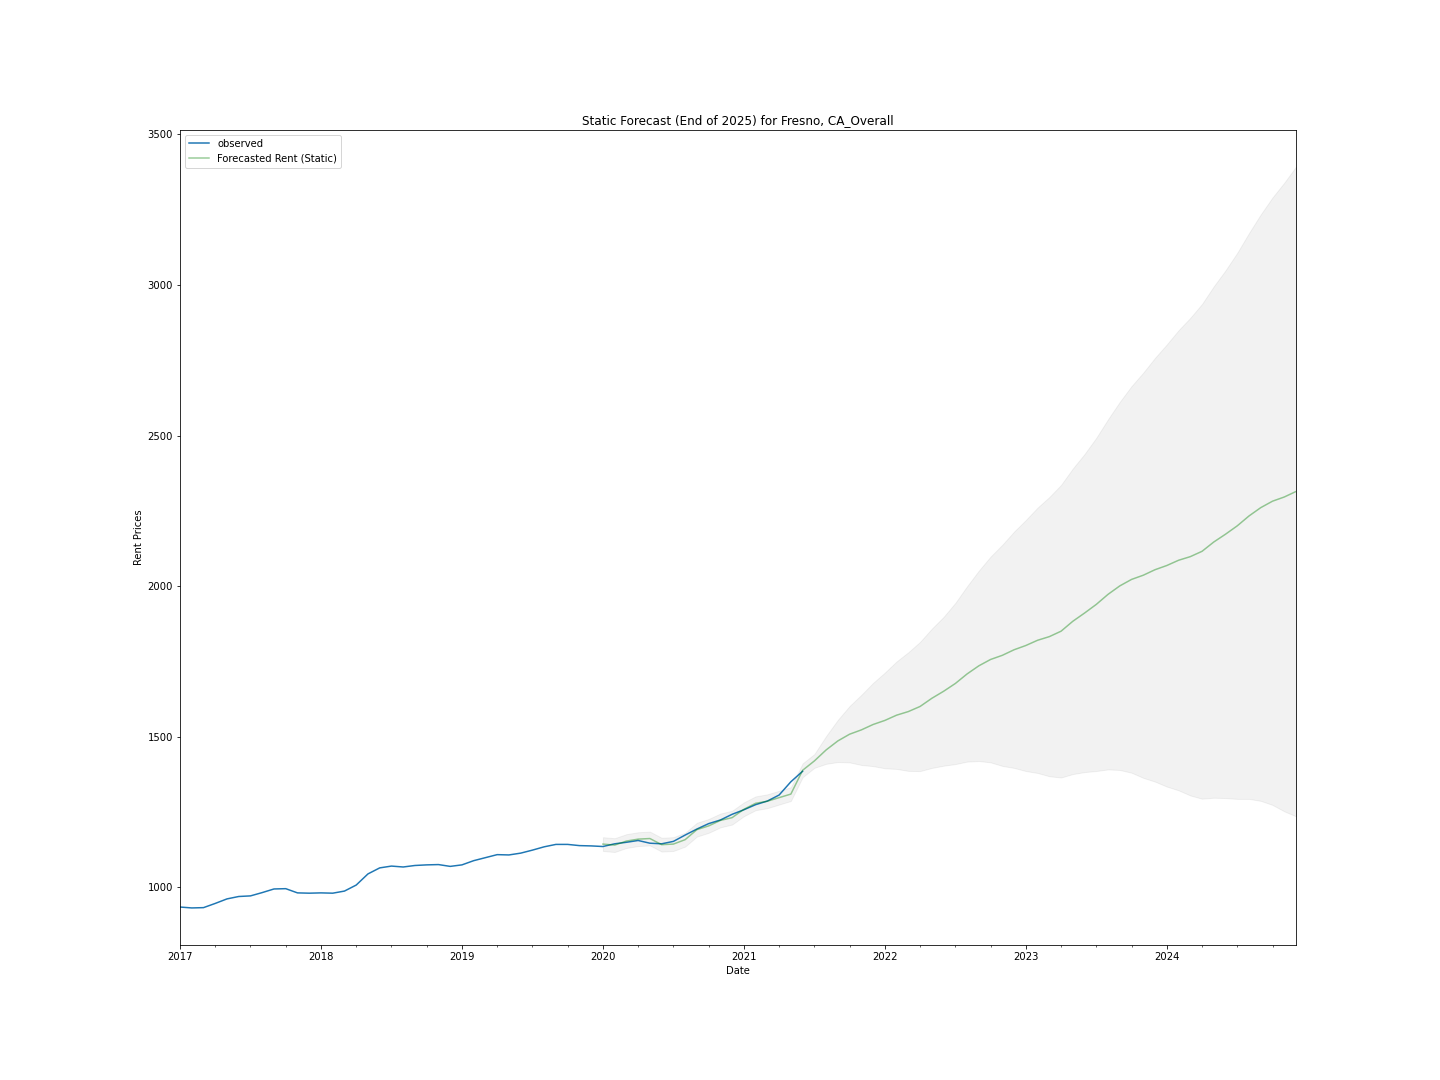 Static Forecast (End of 2025) for Fresno, CA_Overall
observed
Forecasted Rent (Static)
3500
3000
2500
2000
1500
1000
Rent Prices
2017 2018 2019 2020 2021 2022 2023 2024
Date